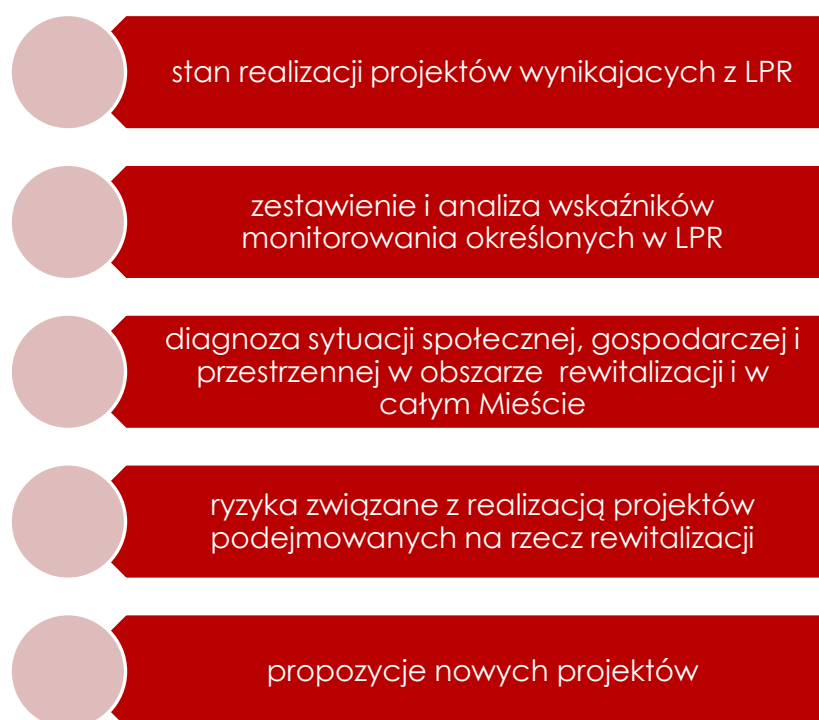 stan realizacji projektów wynikajacych z LPR
zestawienie i analiza wskaźników
monitorowania określonych w LPR
diagnoza sytuacji społecznej, gospodarczej i
przestrzennej w obszarze rewitalizacji i w
całym Mieście
ryzyka związane z realizacją projektów
podejmowanych na rzecz rewitalizacji
propozycje nowych projektów